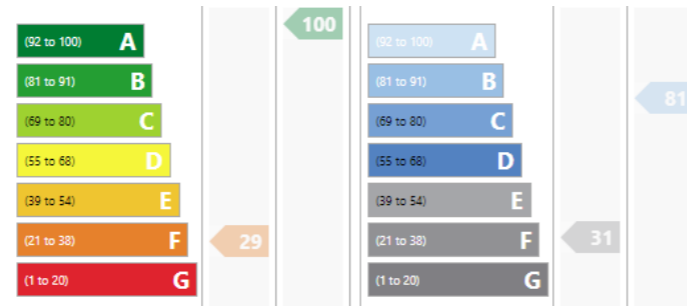 100
(92 to 100) A
(92 to 100) A
(81 to 91) B
(81 to 91) B
81
(69 to 80) C
(69 to 80) C
(55 to 68) D
(55 to 68) D
(39 to 54) E
(39 to 54) E
(21 to 38) F
29
(21 to 38) F
31
(1 to 20) G
(1 to 20) G